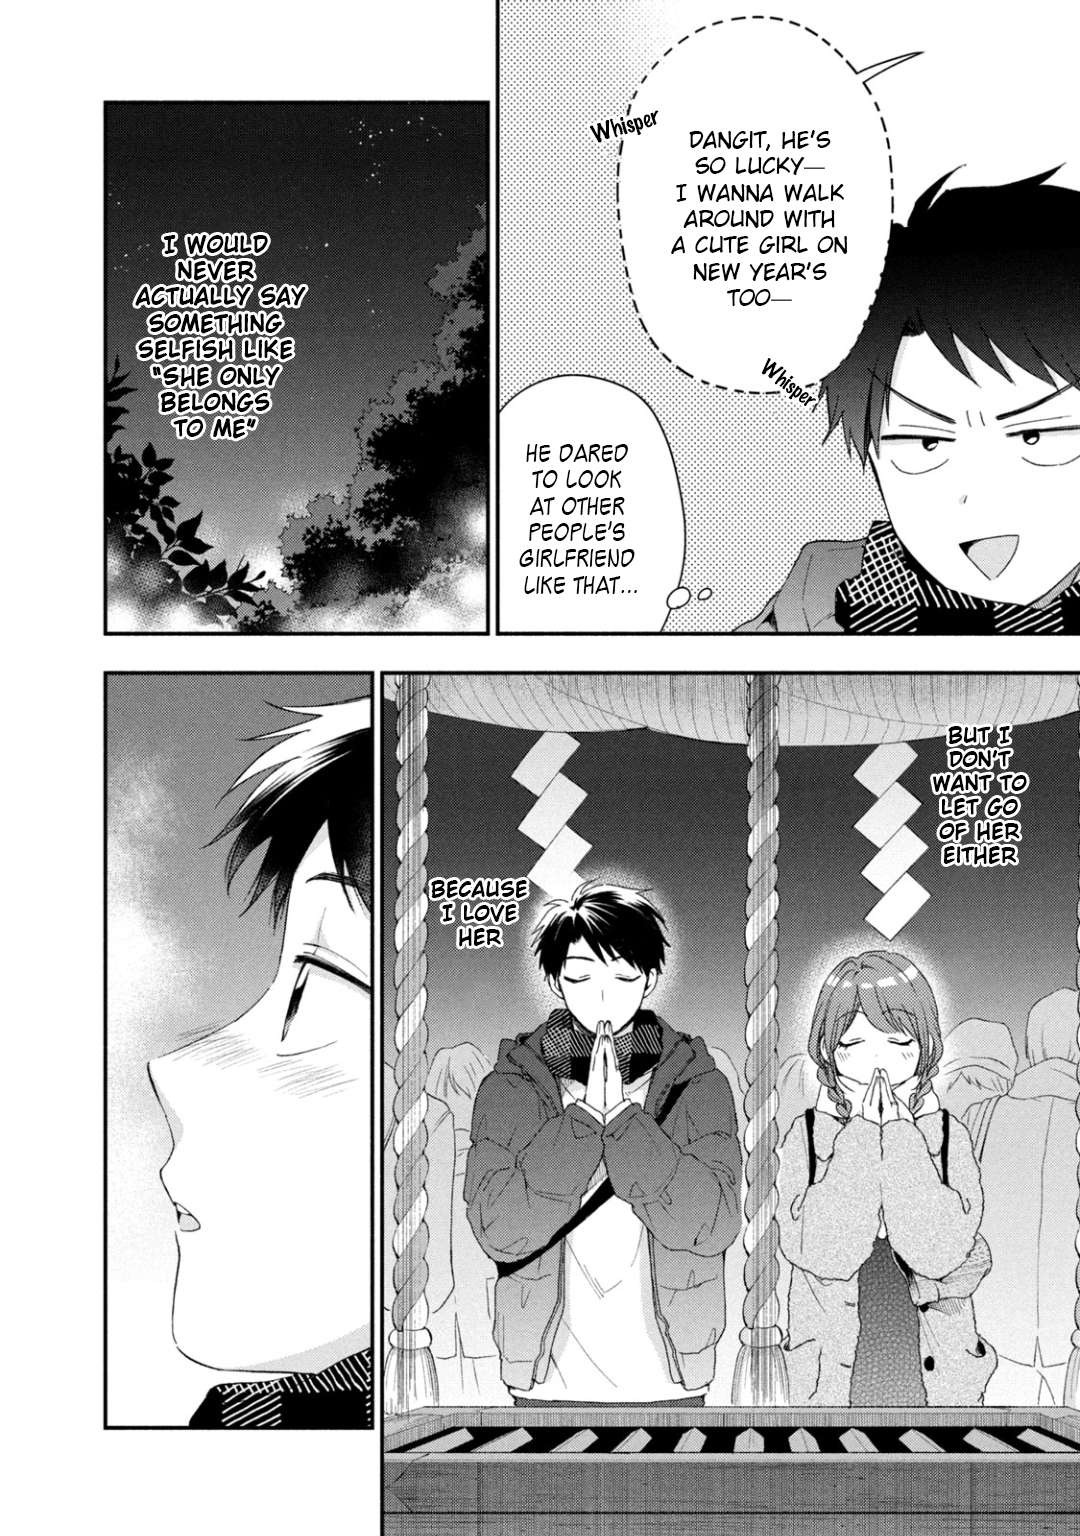 Whisper
DANGIT, HE'S
SO LUCKY—
I WANNA WALK
AROUND WITH
A CUTE GIRL ON
NEW YEAR'S
TOO—
Whisper
HE DARED
TO LOOK
AT OTHER
PEOPLE'S
GIRLFRIEND
LIKE THAT...
I WOULD
NEVER
ACTUALLY SAY
SOMETHING
SELFISH LIKE
"SHE ONLY
BELONGS
TO ME"
BUT I
DON'T
WANT TO
LET GO
OF HER
EITHER
BECAUSE
I LOVE
HER